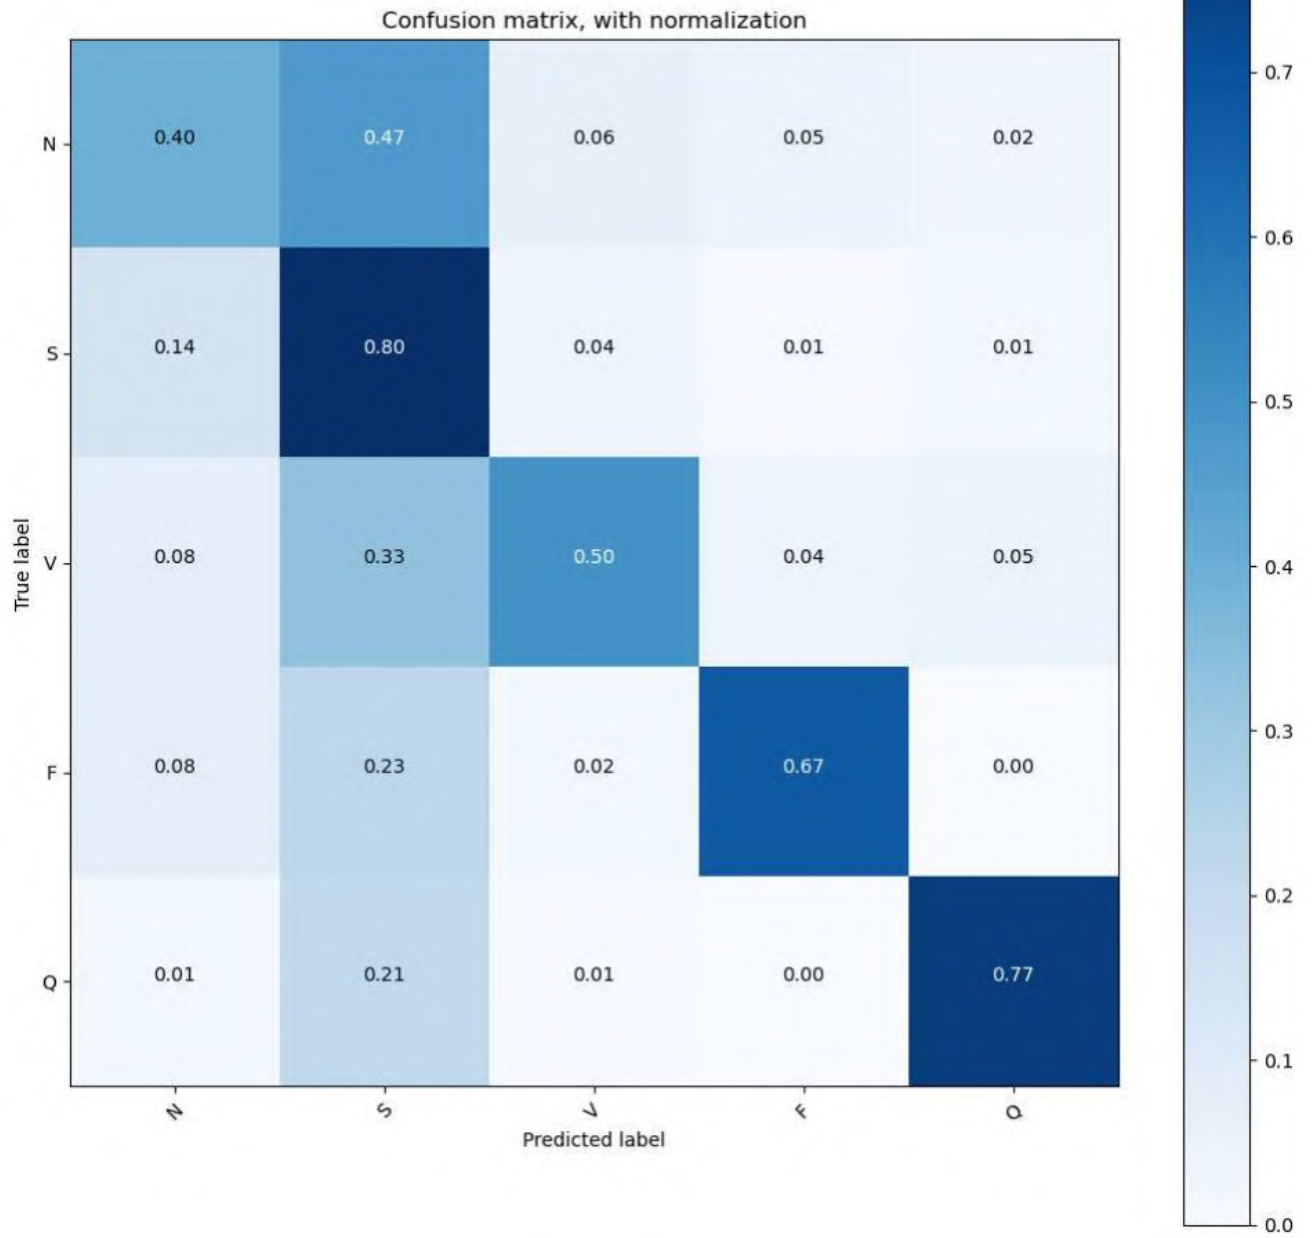 Confusion matrix, with normalization
N 0.40 0.47 0.06 0.05 0.02
S 0.14 0.80 0.04 0.01 0.01
V 0.08 0.33 0.50 0.04 0.05
F 0.08 0.23 0.02 0.67 0.00
Q 0.01 0.21 0.01 0.00 0.77
True label
N S V F Q
Predicted label
0.7
0.6
0.5
0.4
0.3
0.2
0.1
0.0